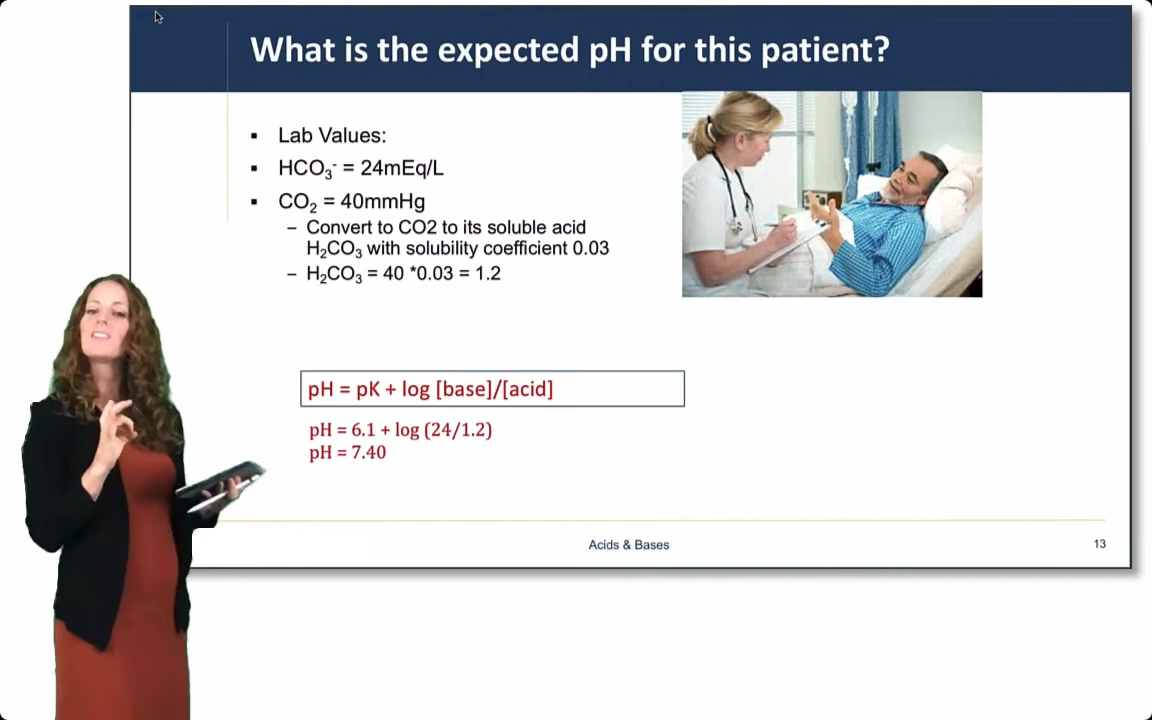 What is the expected pH for this patient?
▪ Lab Values:
▪ HCO₃⁻ = 24mEq/L
▪ CO₂ = 40mmHg
– Convert to CO2 to its soluble acid
H₂CO₃ with solubility coefficient 0.03
– H₂CO₃ = 40 *0.03 = 1.2
pH = pK + log [base]/[acid]
pH = 6.1 + log (24/1.2)
pH = 7.40
Acids & Bases
13